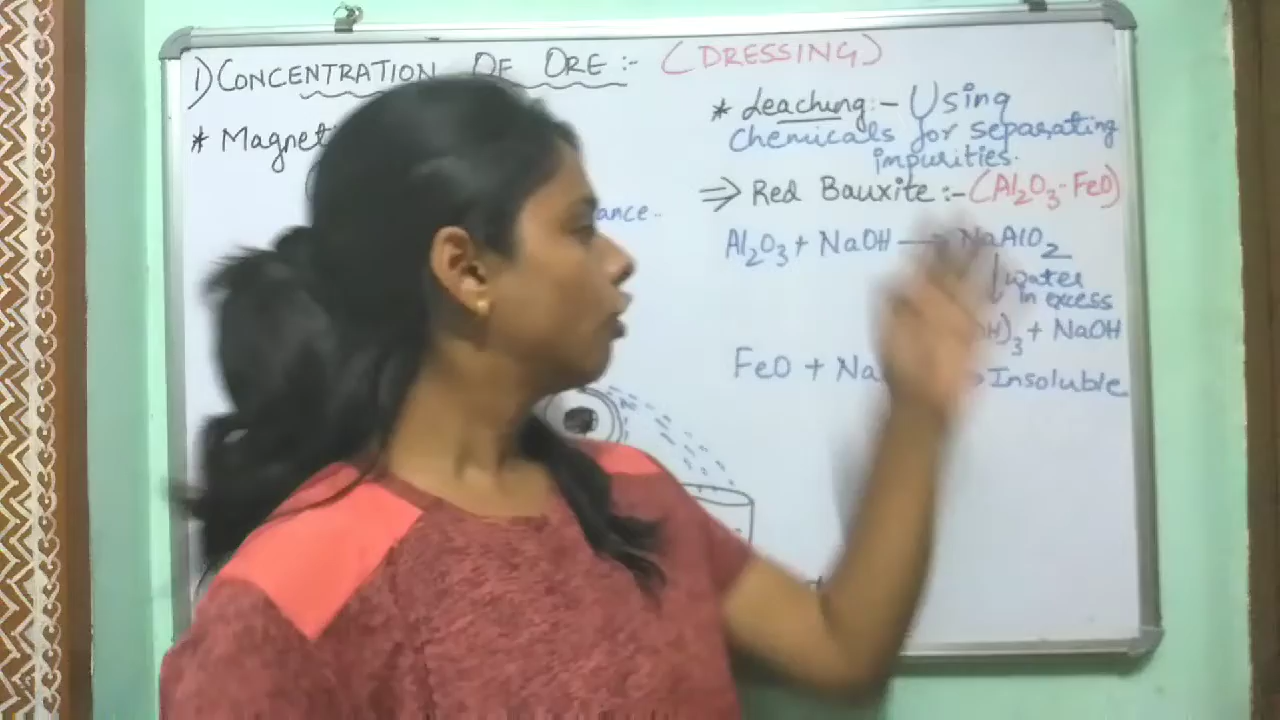 1) CONCENTRATION OF ORE :- (DRESSING)
* Magnet
ance..
* Leaching :- Using
chemicals for separating
impurities.
⇒ Red Bauxite :- (Al₂O₃·FeO)
Al₂O₃ + NaOH → NaAlO₂
↓ water
in excess
H)₃ + NaOH
FeO + Na → Insoluble